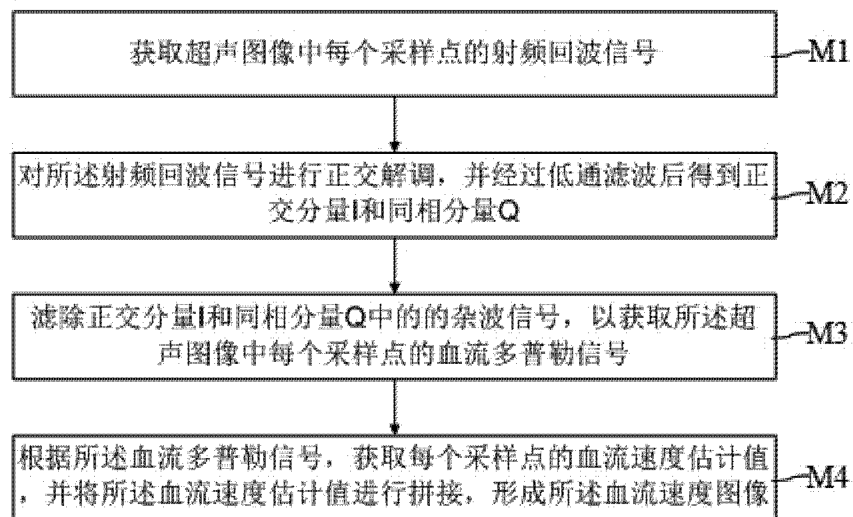 获取超声图像中每个采样点的射频回波信号
M1
对所述射频回波信号进行正交解调，并经过低通滤波后得到正
交分量I和同相分量Q
M2
滤除正交分量I和同相分量Q中的的杂波信号，以获取所述超
声图像中每个采样点的血流多普勒信号
M3
根据所述血流多普勒信号，获取每个采样点的血流速度估计值
，并将所述血流速度估计值进行拼接，形成所述血流速度图像
M4